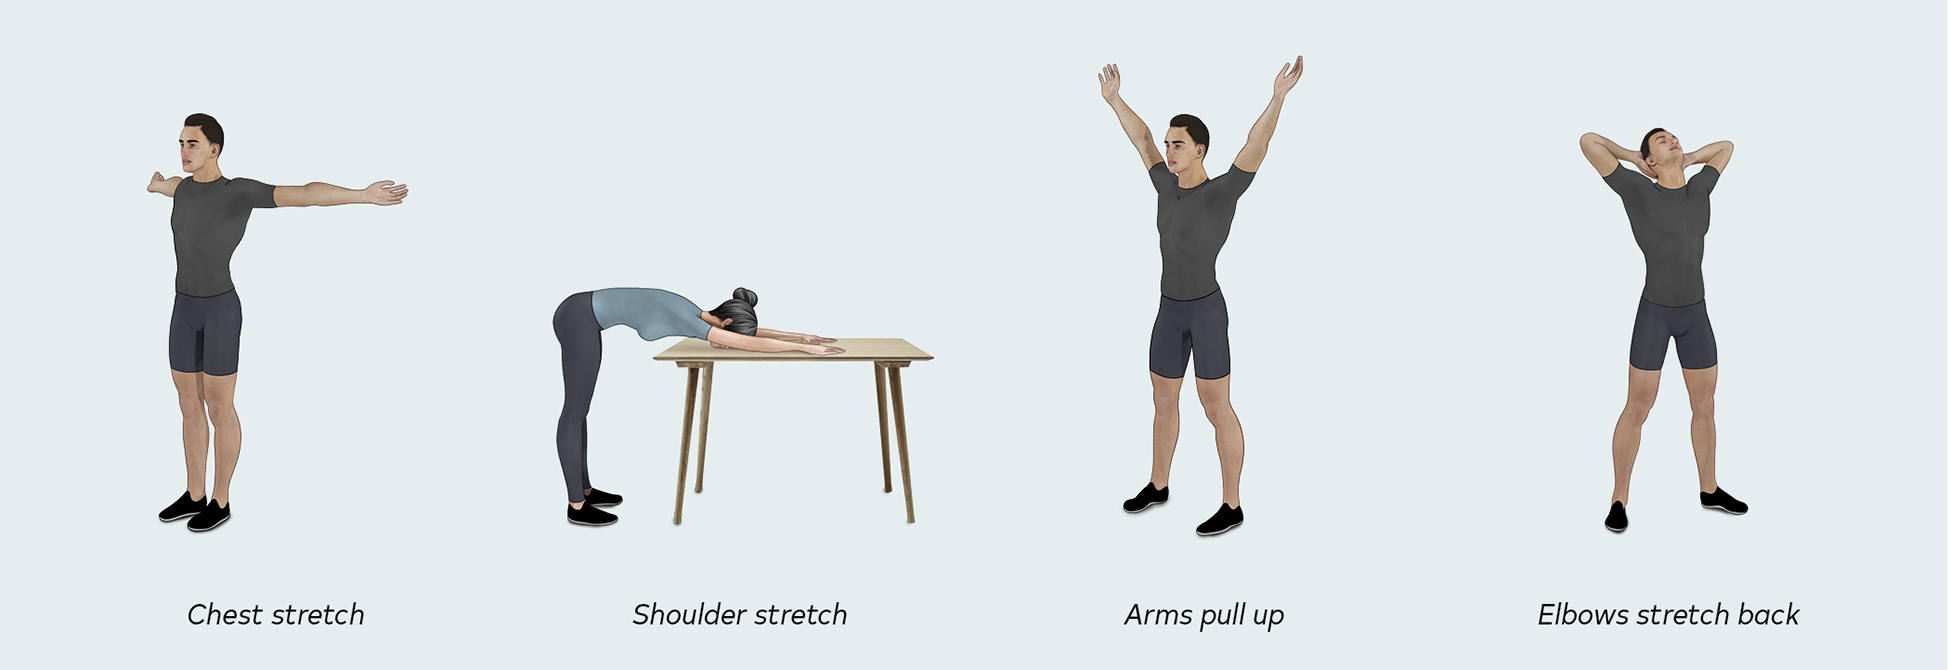 Chest stretch
Shoulder stretch
Arms pull up
Elbows stretch back